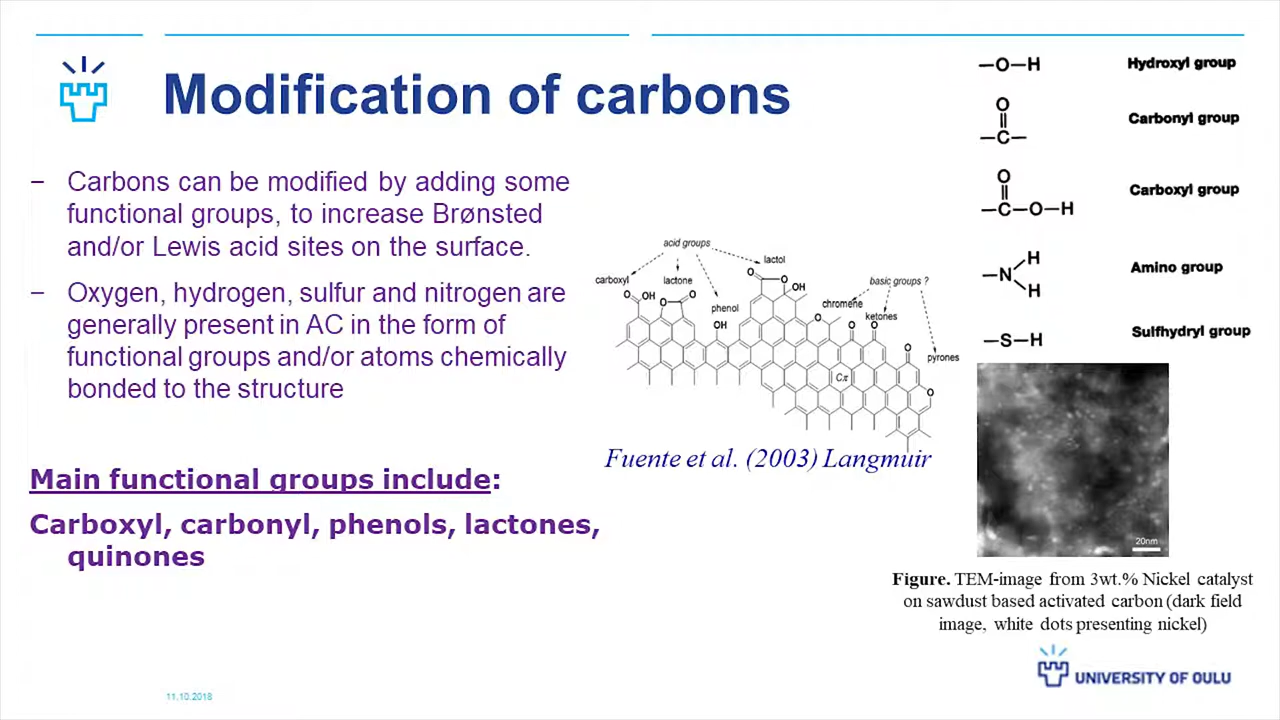 Modification of carbons
− Carbons can be modified by adding some
functional groups, to increase Brønsted
and/or Lewis acid sites on the surface.
− Oxygen, hydrogen, sulfur and nitrogen are
generally present in AC in the form of
functional groups and/or atoms chemically
bonded to the structure
Main functional groups include:
Carboxyl, carbonyl, phenols, lactones,
quinones
acid groups
carboxyl
lactone
phenol
lactol
basic groups ?
chromene
ketones
pyrones
O
OH
O
O
OH
O
O
OH
O
O
O
O
O
Cπ
Fuente et al. (2003) Langmuir
–O–H Hydroxyl group
O
–C– Carbonyl group
O
–C–O–H Carboxyl group
H
–N Amino group
H
–S–H Sulfhydryl group
20nm
Figure. TEM-image from 3wt.% Nickel catalyst
on sawdust based activated carbon (dark field
image, white dots presenting nickel)
11.10.2018
UNIVERSITY OF OULU